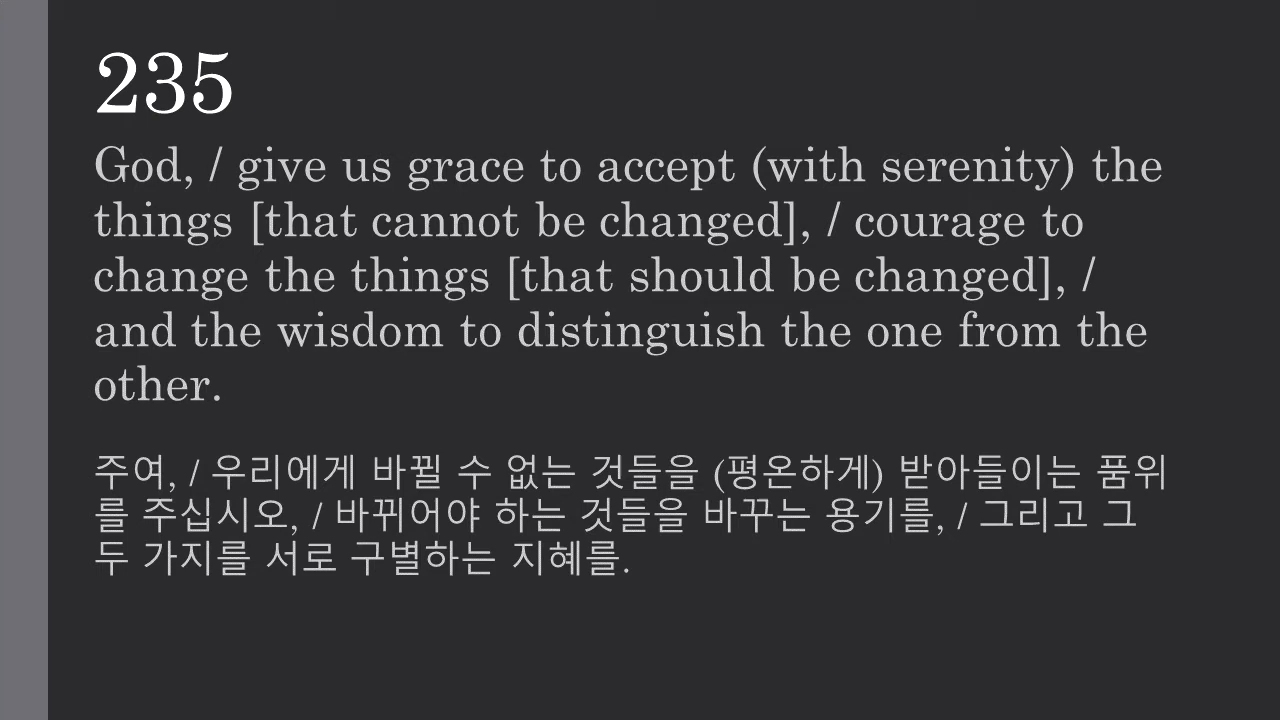 235
God, / give us grace to accept (with serenity) the
things [that cannot be changed], / courage to
change the things [that should be changed], /
and the wisdom to distinguish the one from the
other.
주여, / 우리에게 바뀔 수 없는 것들을 (평온하게) 받아들이는 품위
를 주십시오, / 바뀌어야 하는 것들을 바꾸는 용기를, / 그리고 그
두 가지를 서로 구별하는 지혜를.